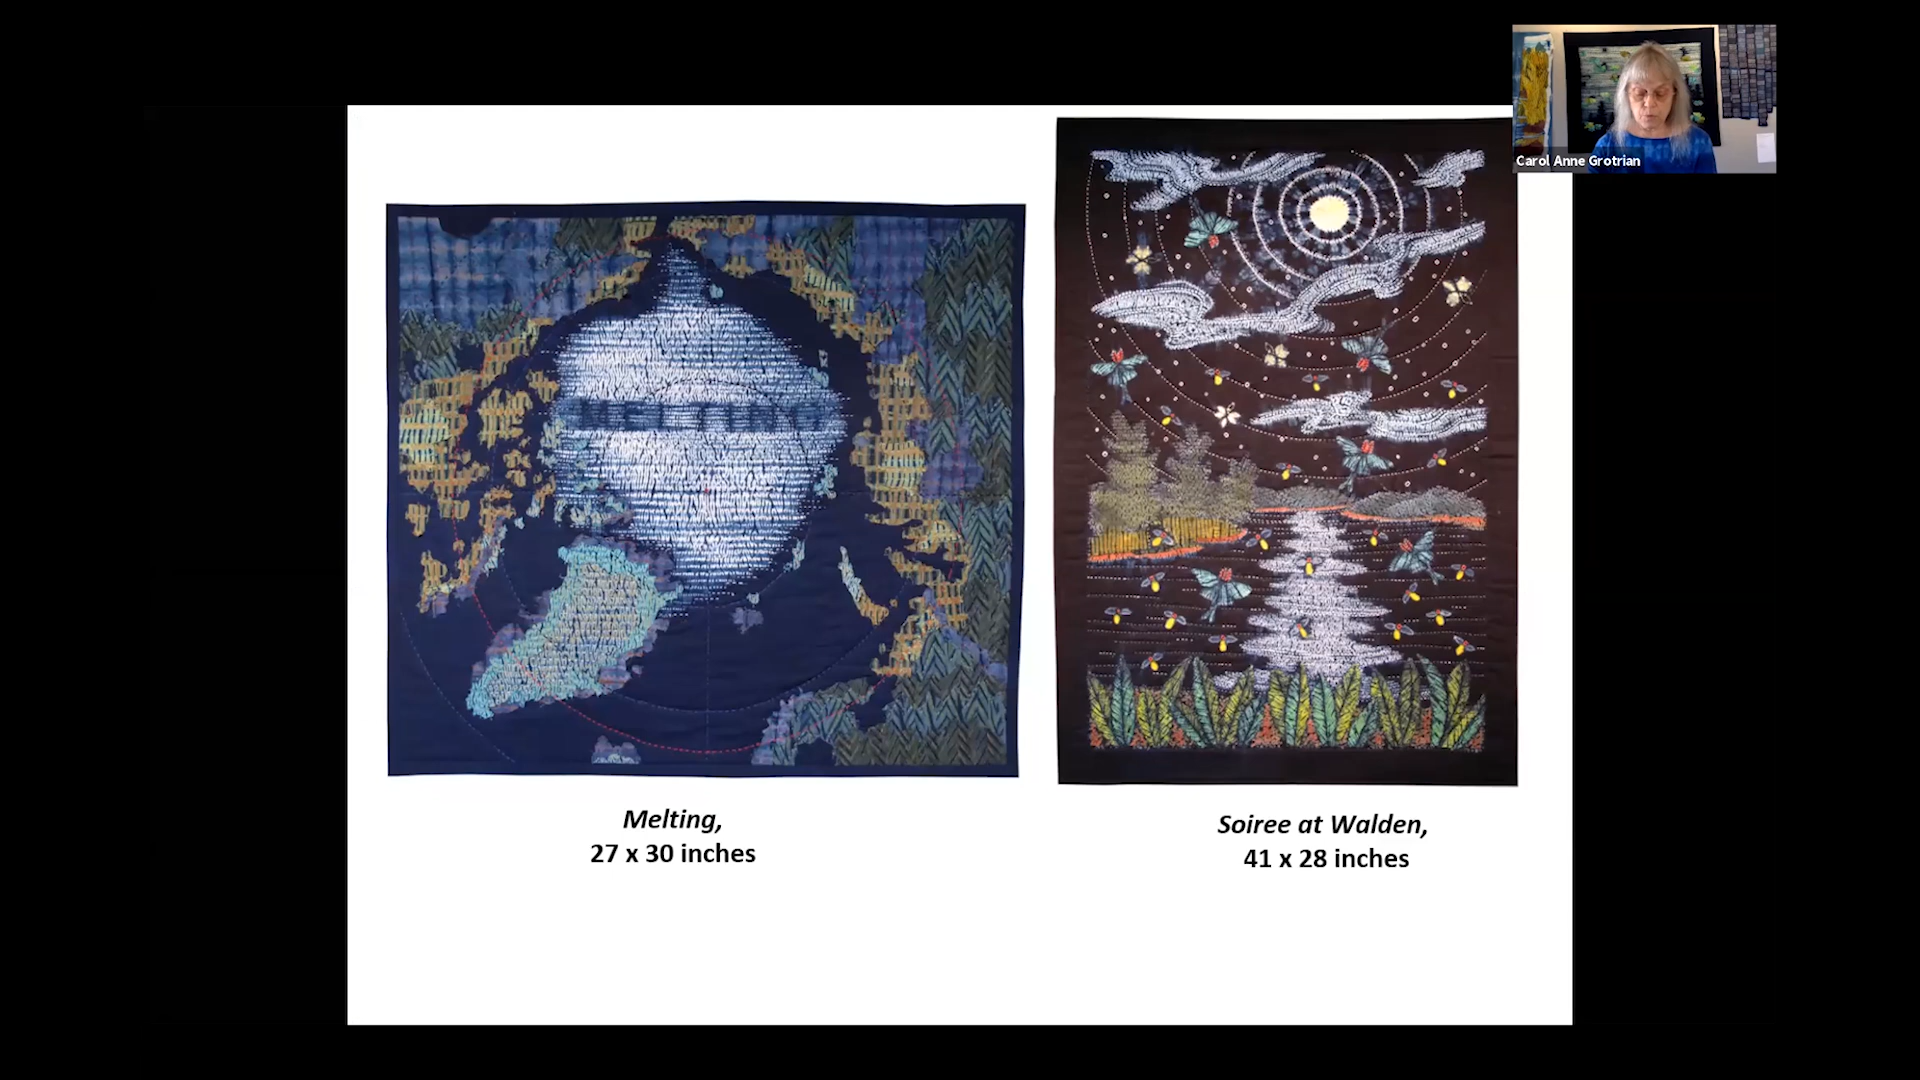 Carol Anne Grotrian
Melting,
27 x 30 inches
Soiree at Walden,
41 x 28 inches